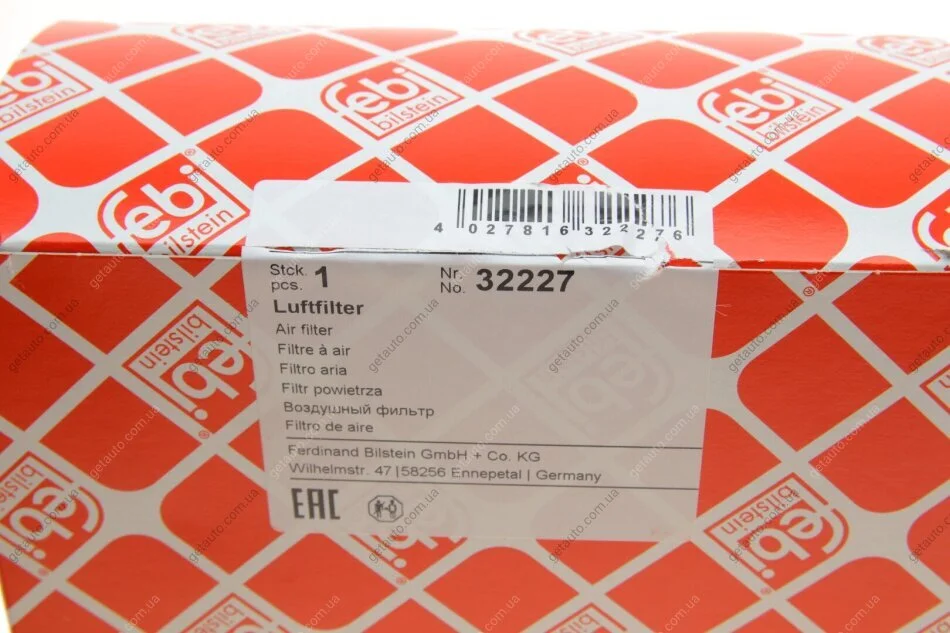 febi
bilstein
4 027816 322276
Stck. 1
pcs.
Nr. 32227
No.
Luftfilter
Air filter
Filtre à air
Filtro aria
Filtr powietrza
Воздушный фильтр
Filtro de aire
Ferdinand Bilstein GmbH + Co. KG
Wilhelmstr. 47 | 58256 Ennepetal | Germany
EAC
getauto.com.ua